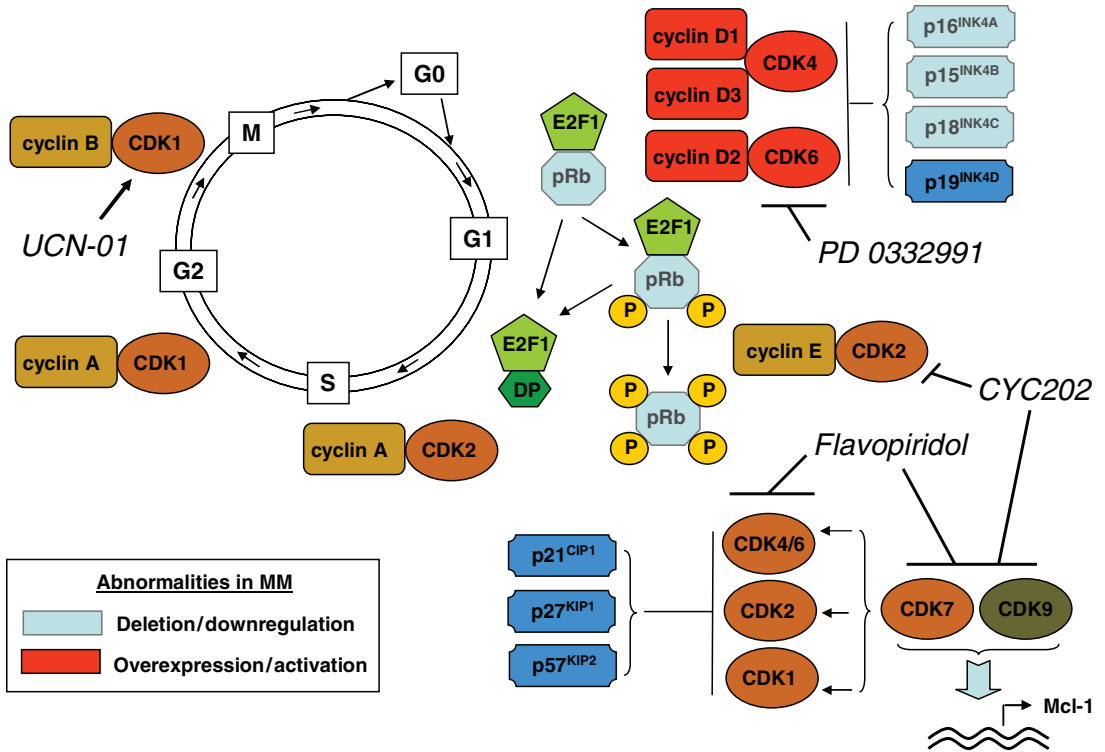 cyclin D1
CDK4
cyclin D3
cyclin D2
CDK6
p16INK4A
p15INK4B
p18INK4C
p19INK4D
PD 0332991
G0
M
G1
G2
S
cyclin B
CDK1
UCN-01
cyclin A
CDK1
cyclin A
CDK2
E2F1
pRb
E2F1
pRb
P
P
E2F1
DP
P
P
pRb
P
P
cyclin E
CDK2
CYC202
Flavopiridol
p21CIP1
p27KIP1
p57KIP2
CDK4/6
CDK2
CDK1
CDK7
CDK9
Mcl-1
Abnormalities in MM
Deletion/downregulation
Overexpression/activation